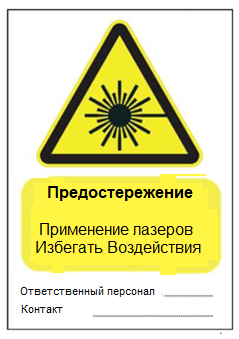 Предостережение
Применение лазеров
Избегать Воздействия
Ответственный персонал
Контакт